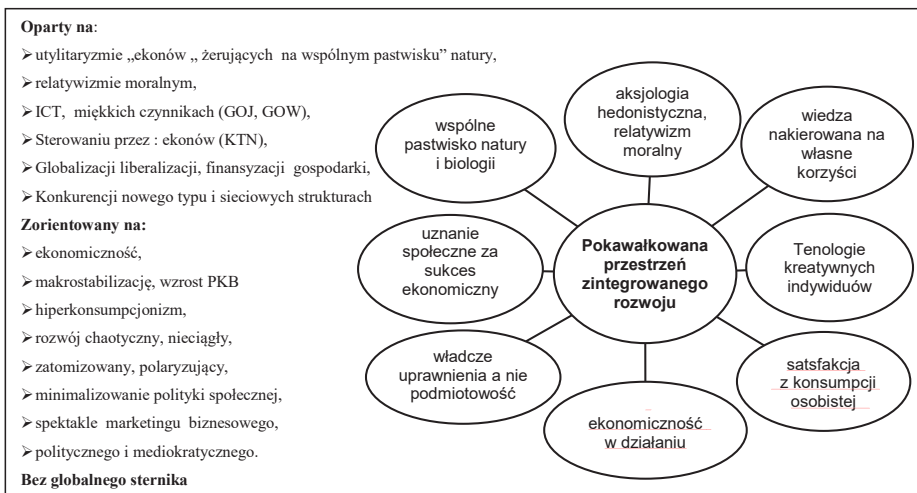 Oparty na:
➢utylitaryzmie „ekonów „ żerujących na wspólnym pastwisku” natury,
➢relatywizmie moralnym,
➢ICT, miękkich czynnikach (GOJ, GOW),
➢Sterowaniu przez : ekonów (KTN),
➢Globalizacji liberalizacji, finansyzacji gospodarki,
➢Konkurencji nowego typu i sieciowych strukturach
Zorientowany na:
➢ekonomiczność,
➢makrostabilizację, wzrost PKB
➢hiperkonsumpcjonizm,
➢rozwój chaotyczny, nieciągły,
➢zatomizowany, polaryzujący,
➢minimalizowanie polityki społecznej,
➢spektakle marketingu biznesowego,
➢politycznego i mediokratycznego.
Bez globalnego sternika
aksjologia
hedonistyczna,
relatywizm
moralny
wiedza
nakierowana na
własne
korzyści
Tenologie
kreatywnych
indywiduów
satsfakcja
z konsumpcji
osobistej
ekonomiczność
w działaniu
władcze
uprawnienia a nie
podmiotowość
uznanie
społeczne za
sukces
ekonomiczny
wspólne
pastwisko natury
i biologii
Pokawałkowana
przestrzeń
zintegrowanego
rozwoju